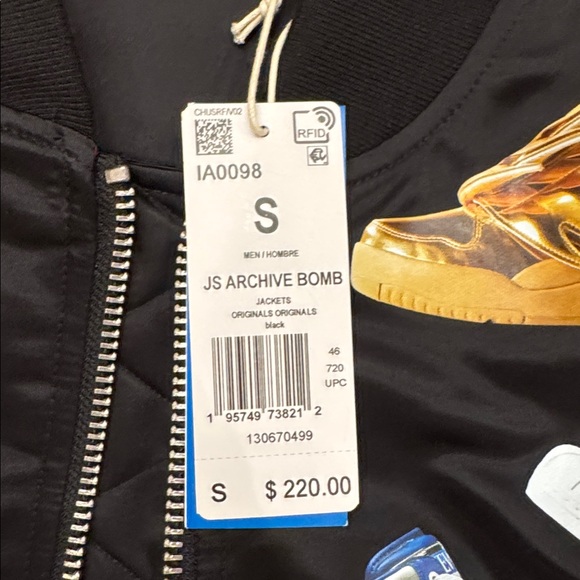 CHUSRFIV02
RFID
IA0098
S
MEN / HOMBRE
JS ARCHIVE BOMB
JACKETS
ORIGINALS ORIGINALS
black
46
720
UPC
1 95749 73821 2
130670499
S $ 220.00